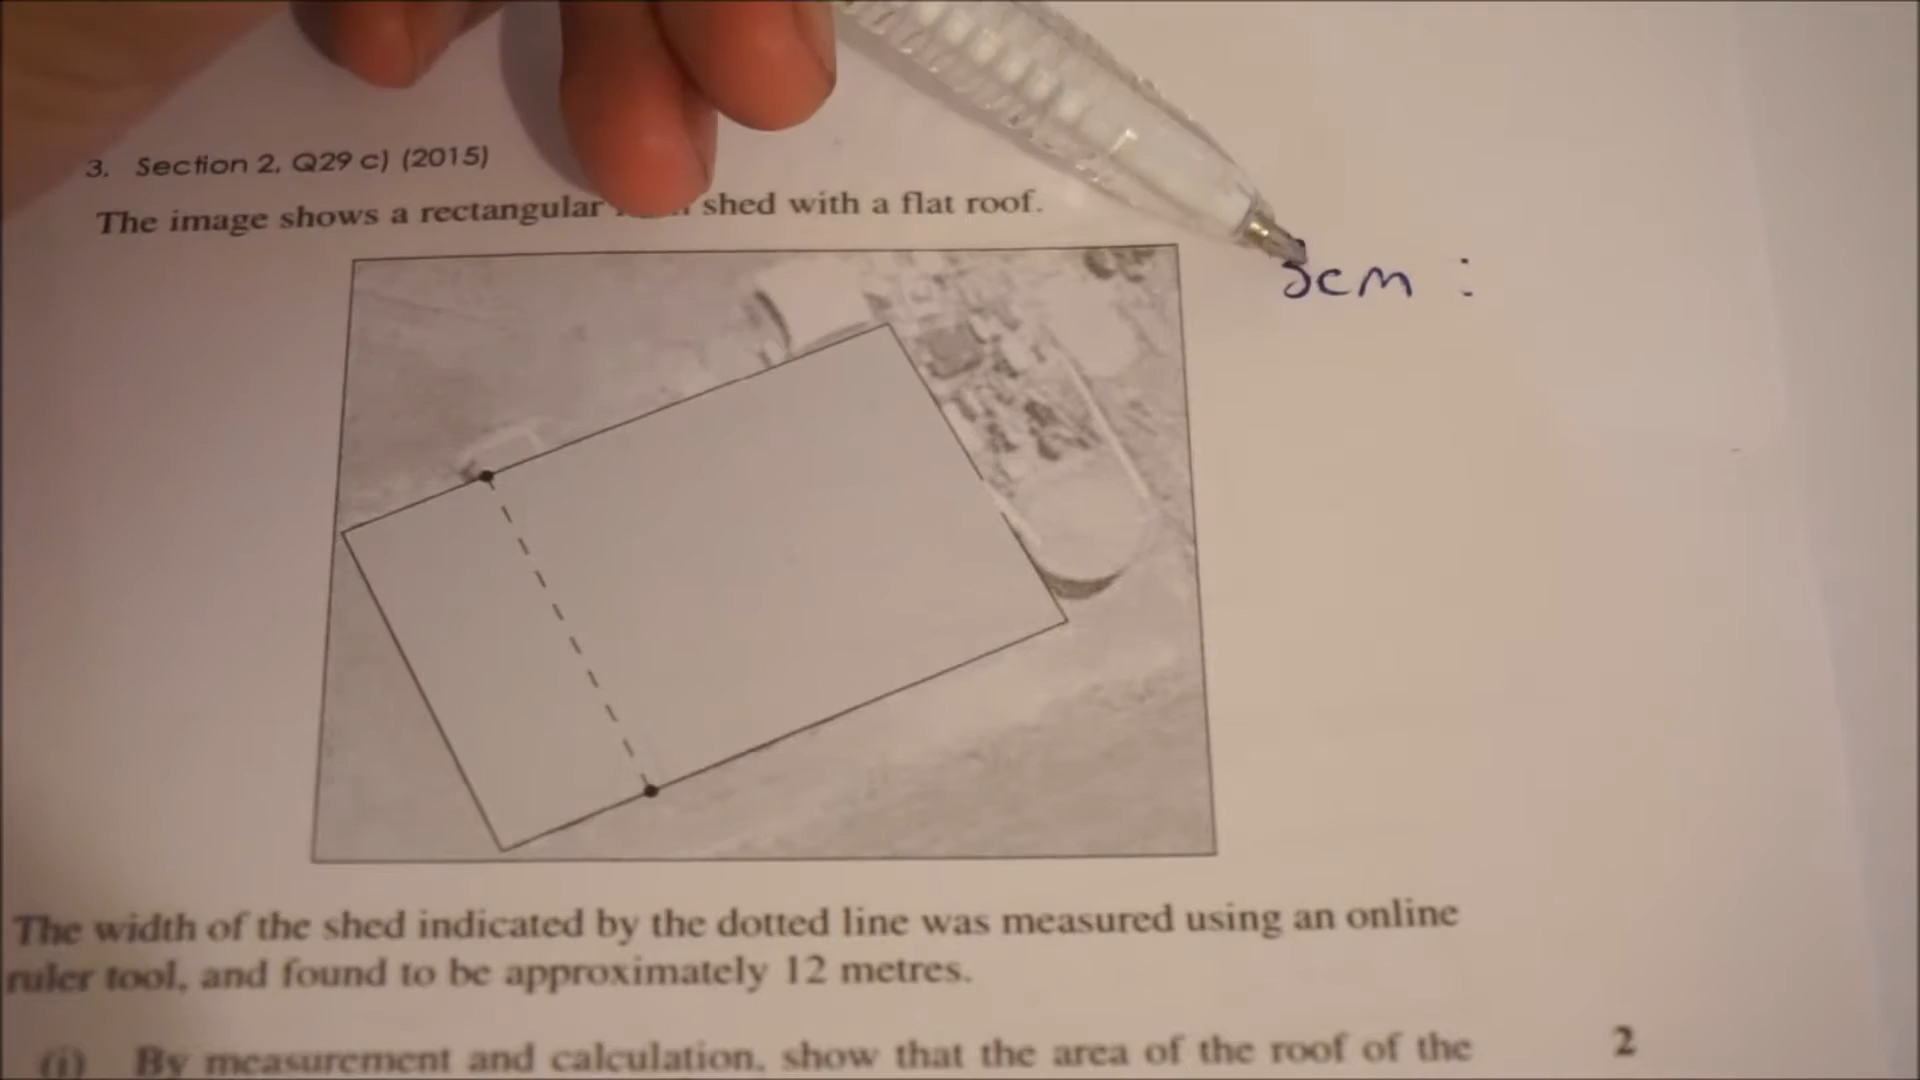 3. Section 2, Q29 c) (2015)
The image shows a rectangular shed with a flat roof.
cm :
The width of the shed indicated by the dotted line was measured using an online
ruler tool, and found to be approximately 12 metres.
(i) By measurement and calculation, show that the area of the roof of the 2